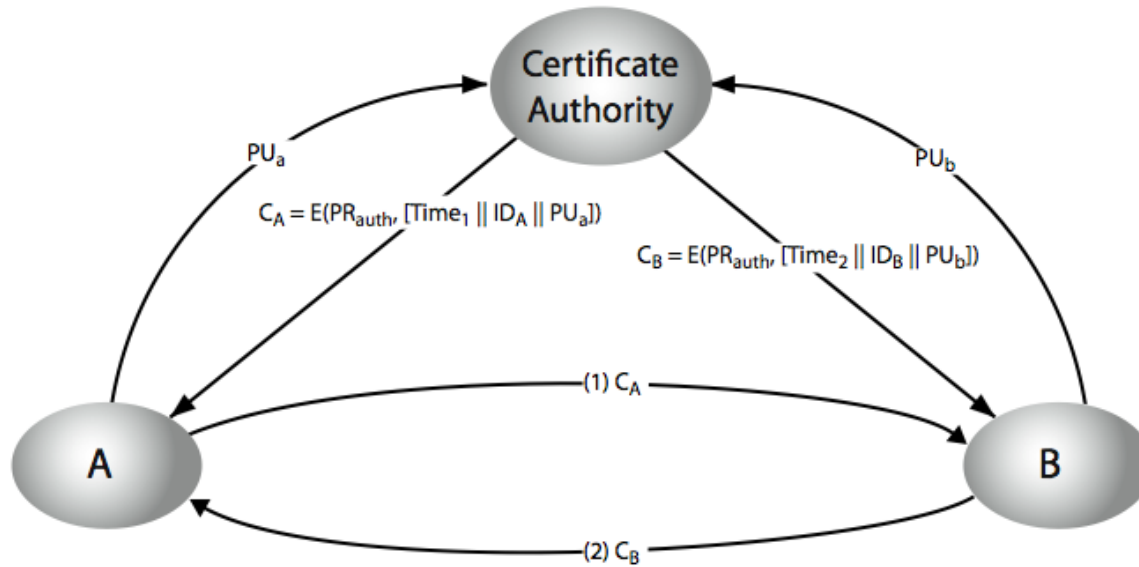 Certificate
Authority
PUa
PUb
CA = E(PRauth, [Time1 || IDA || PUa])
CB = E(PRauth, [Time2 || IDB || PUb])
(1) CA
A
B
(2) CB